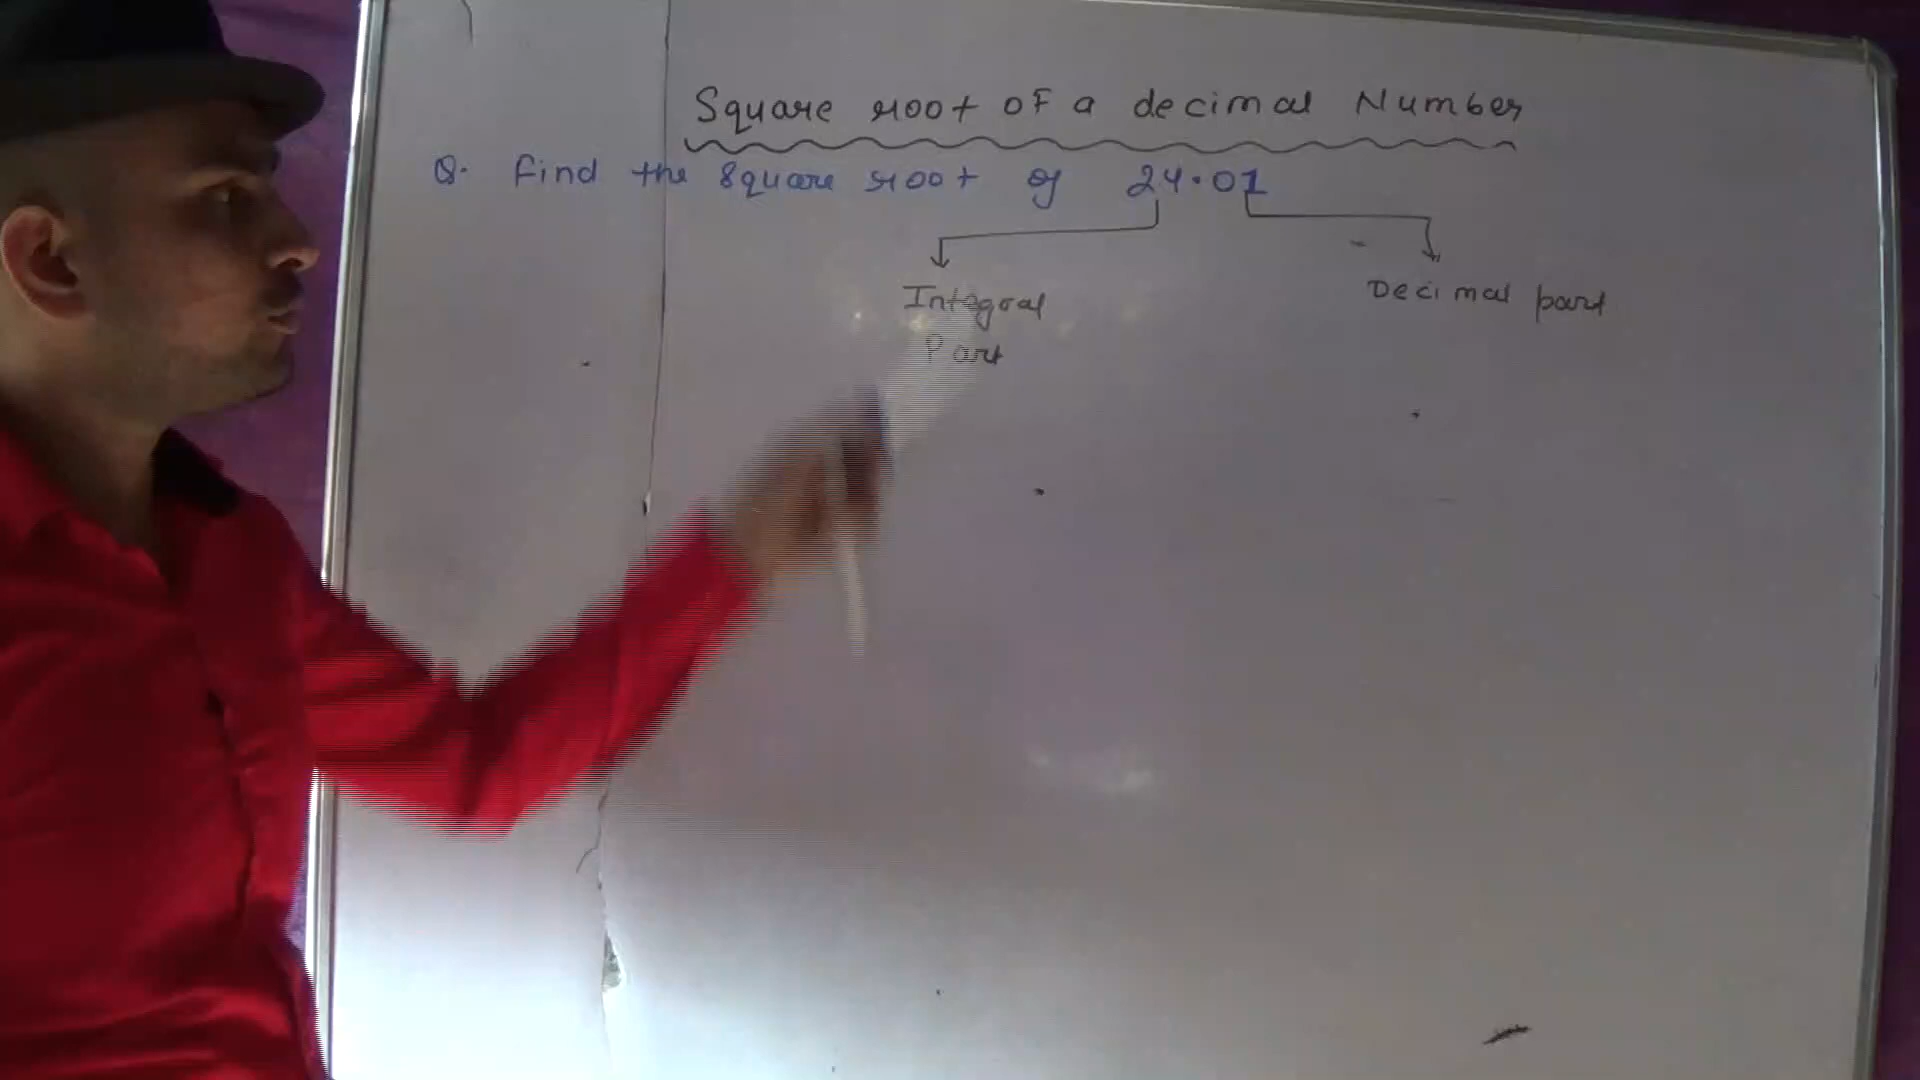 Square root OF a decimal Number
Q. Find the square root of 24.01
Integral
Part
Decimal part